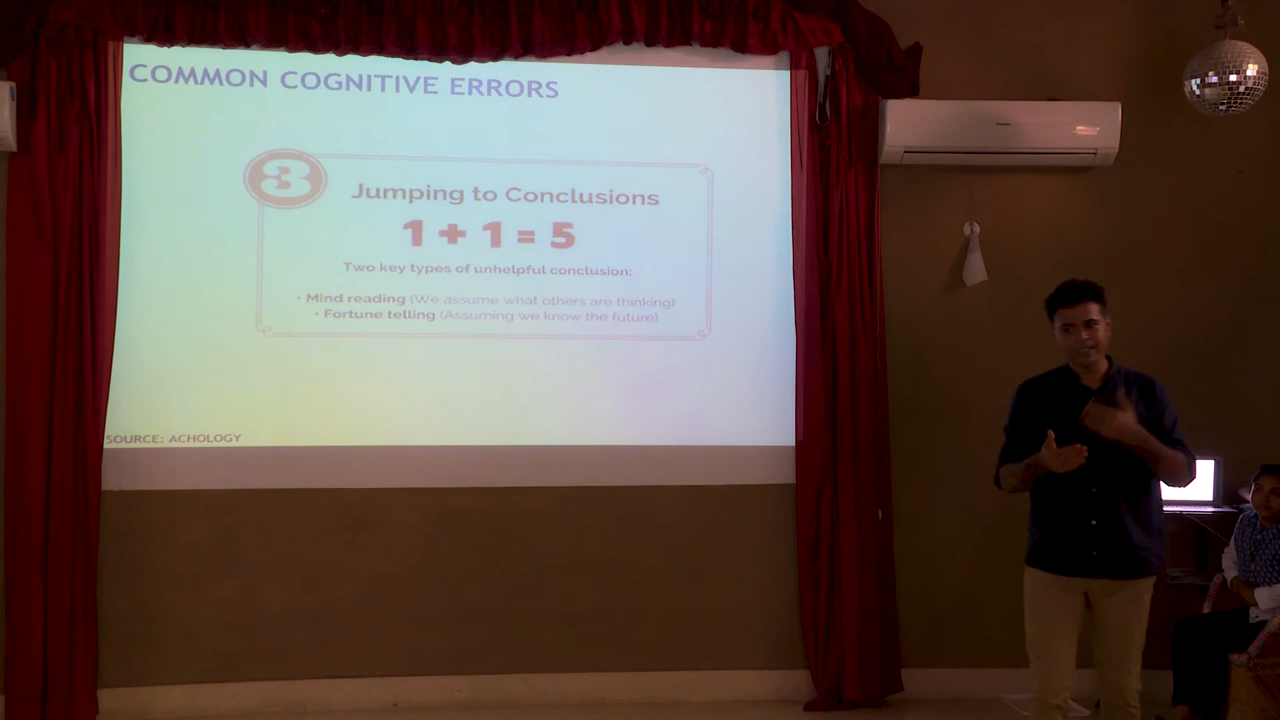 COMMON COGNITIVE ERRORS
3
Jumping to Conclusions
1 + 1 = 5
Two key types of unhelpful conclusion:
• Mind reading (We assume what others are thinking)
• Fortune telling (Assuming we know the future)
SOURCE: ACHOLOGY